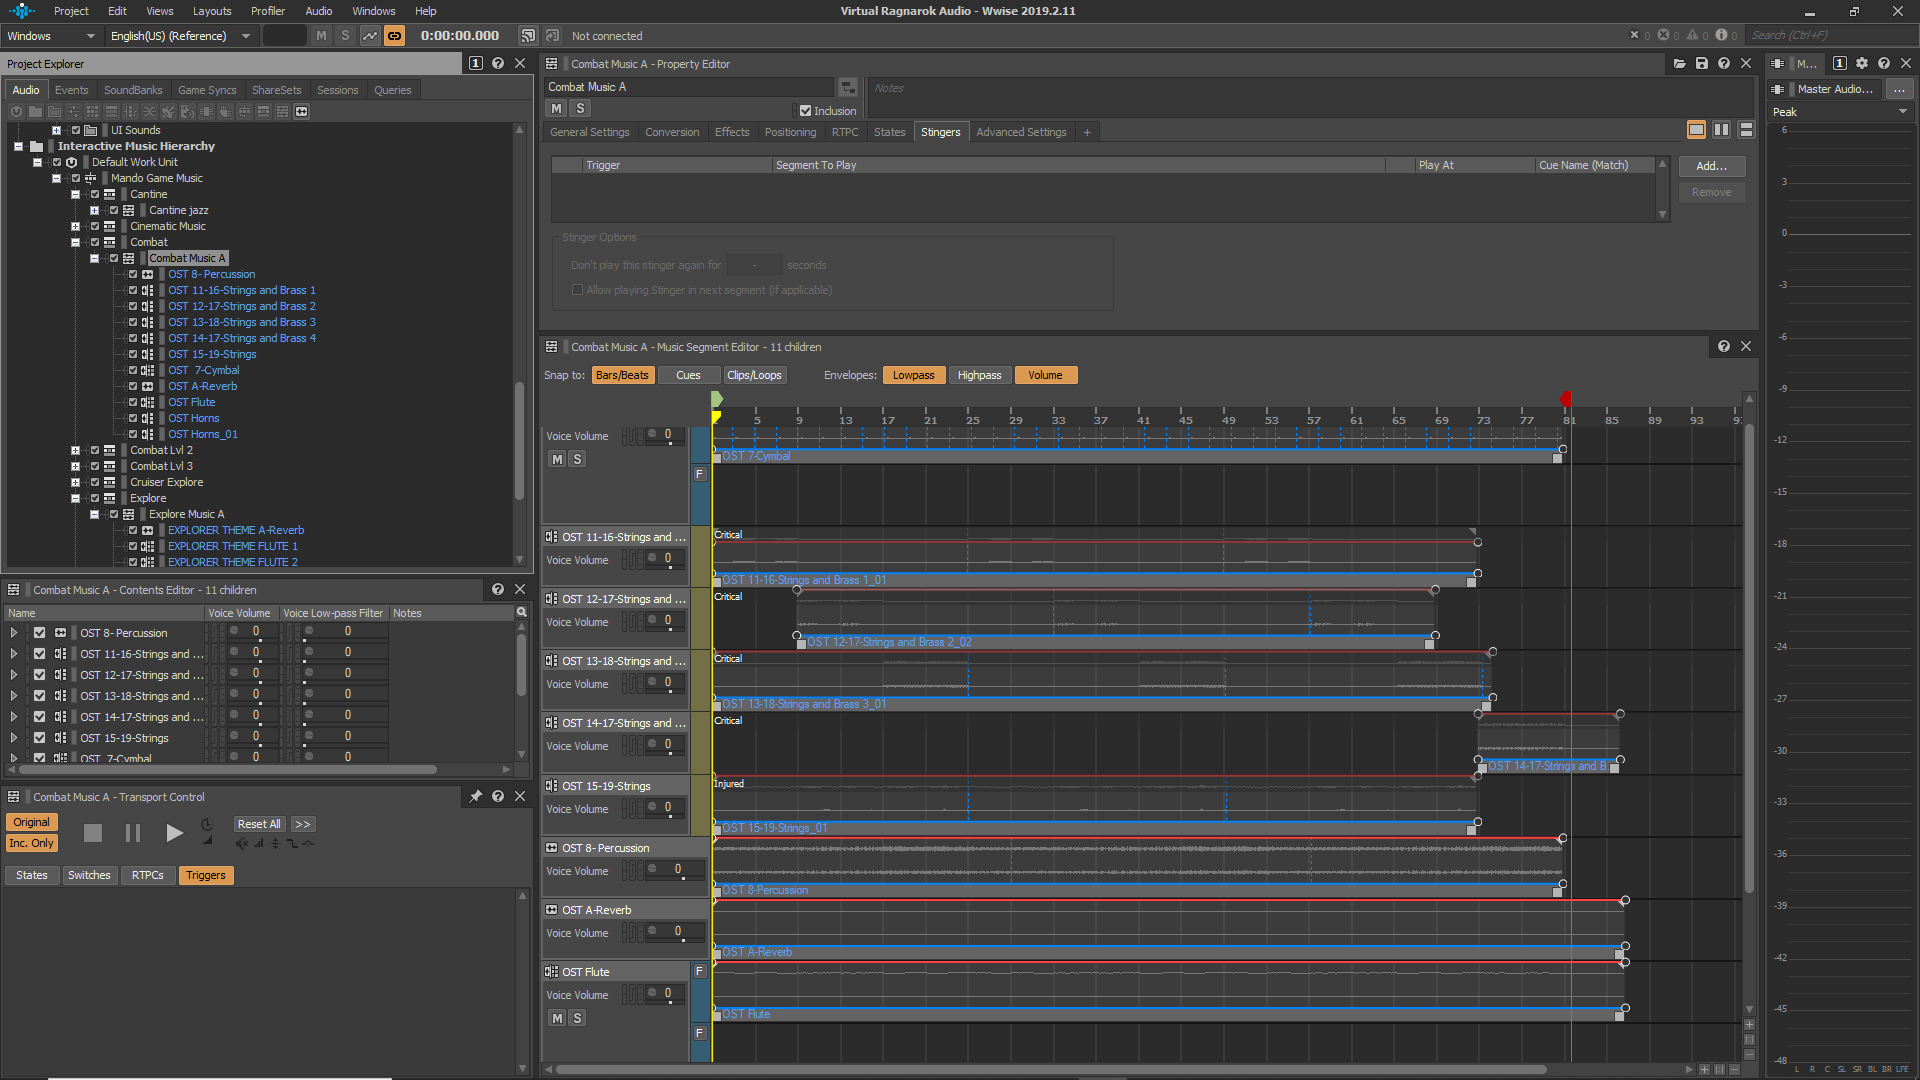 Project Edit Views Layouts Profiler Audio Windows Help
Virtual Ragnarok Audio - Wwise 2019.2.11
Windows English(US) (Reference) M S 0:00:00.000 Not connected 0 0 0 0 Search (Ctrl+F)
Project Explorer 1
Audio Events SoundBanks Game Syncs ShareSets Sessions Queries
UI Sounds
Interactive Music Hierarchy
Default Work Unit
Mando Game Music
Cantine
Cantine jazz
Cinematic Music
Combat
Combat Music A
OST 8- Percussion
OST 11-16-Strings and Brass 1
OST 12-17-Strings and Brass 2
OST 13-18-Strings and Brass 3
OST 14-17-Strings and Brass 4
OST 15-19-Strings
OST  7-Cymbal
OST A-Reverb
OST Flute
OST Horns
OST Horns_01
Combat Lvl 2
Combat Lvl 3
Cruiser Explore
Explore
Explore Music A
EXPLORER THEME A-Reverb
EXPLORER THEME FLUTE 1
EXPLORER THEME FLUTE 2
Combat Music A - Contents Editor - 11 children
Name Voice Volume Voice Low-pass Filter Notes
OST 8- Percussion 0 0
OST 11-16-Strings and ... 0 0
OST 12-17-Strings and ... 0 0
OST 13-18-Strings and ... 0 0
OST 14-17-Strings and ... 0 0
OST 15-19-Strings 0 0
OST  7-Cymbal 0 0
Combat Music A - Transport Control
Original
Inc. Only
Reset All >>
States Switches RTPCs Triggers
Combat Music A - Property Editor
Combat Music A
Notes
M S Inclusion
General Settings Conversion Effects Positioning RTPC States Stingers Advanced Settings +
Trigger Segment To Play Play At Cue Name (Match)
Add...
Remove
Stinger Options
Don't play this stinger again for - seconds
Allow playing Stinger in next segment (if applicable)
Combat Music A - Music Segment Editor - 11 children
Snap to: Bars/Beats Cues Clips/Loops Envelopes: Lowpass Highpass Volume
5 9 13 17 21 25 29 33 37 41 45 49 53 57 61 65 69 73 77 81 85 89 93
Voice Volume 0
M S
OST 7-Cymbal
F
OST 11-16-Strings and ...
Critical
Voice Volume 0
OST 11-16-Strings and Brass 1_01
OST 12-17-Strings and ...
Critical
Voice Volume 0
OST 12-17-Strings and Brass 2_02
OST 13-18-Strings and ...
Critical
Voice Volume 0
OST 13-18-Strings and Brass 3_01
OST 14-17-Strings and ...
Critical
Voice Volume 0
OST 14-17-Strings and B...
OST 15-19-Strings
Injured
Voice Volume 0
OST 15-19-Strings_01
OST 8- Percussion
Voice Volume 0
OST 8-Percussion
OST A-Reverb
Voice Volume 0
OST A-Reverb
OST Flute F
Voice Volume 0
M S
OST Flute
F
M... 1
Master Audio... ...
Peak
6
3
0
-3
-6
-9
-12
-15
-18
-21
-24
-27
-30
-33
-36
-39
-42
-45
-48
L R C SL SR BL BR LFE